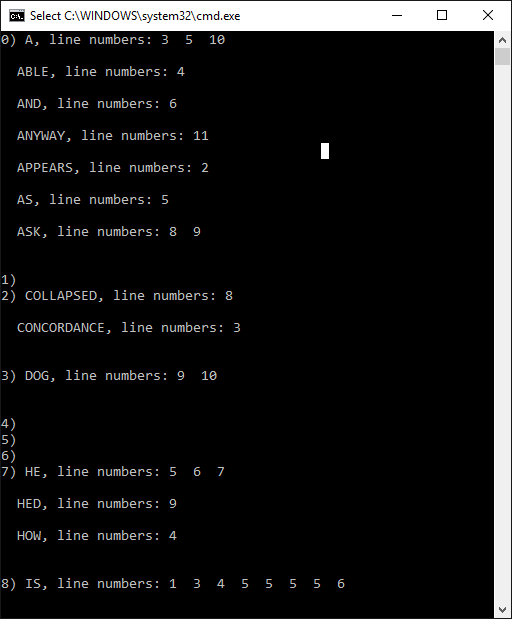 Select C:\WINDOWS\system32\cmd.exe
0) A, line numbers: 3  5  10
ABLE, line numbers: 4
AND, line numbers: 6
ANYWAY, line numbers: 11
APPEARS, line numbers: 2
AS, line numbers: 5
ASK, line numbers: 8  9
1)
2) COLLAPSED, line numbers: 8
CONCORDANCE, line numbers: 3
3) DOG, line numbers: 9  10
4)
5)
6)
7) HE, line numbers: 5  6  7
HED, line numbers: 9
HOW, line numbers: 4
8) IS, line numbers: 1  3  4  5  5  5  5  6